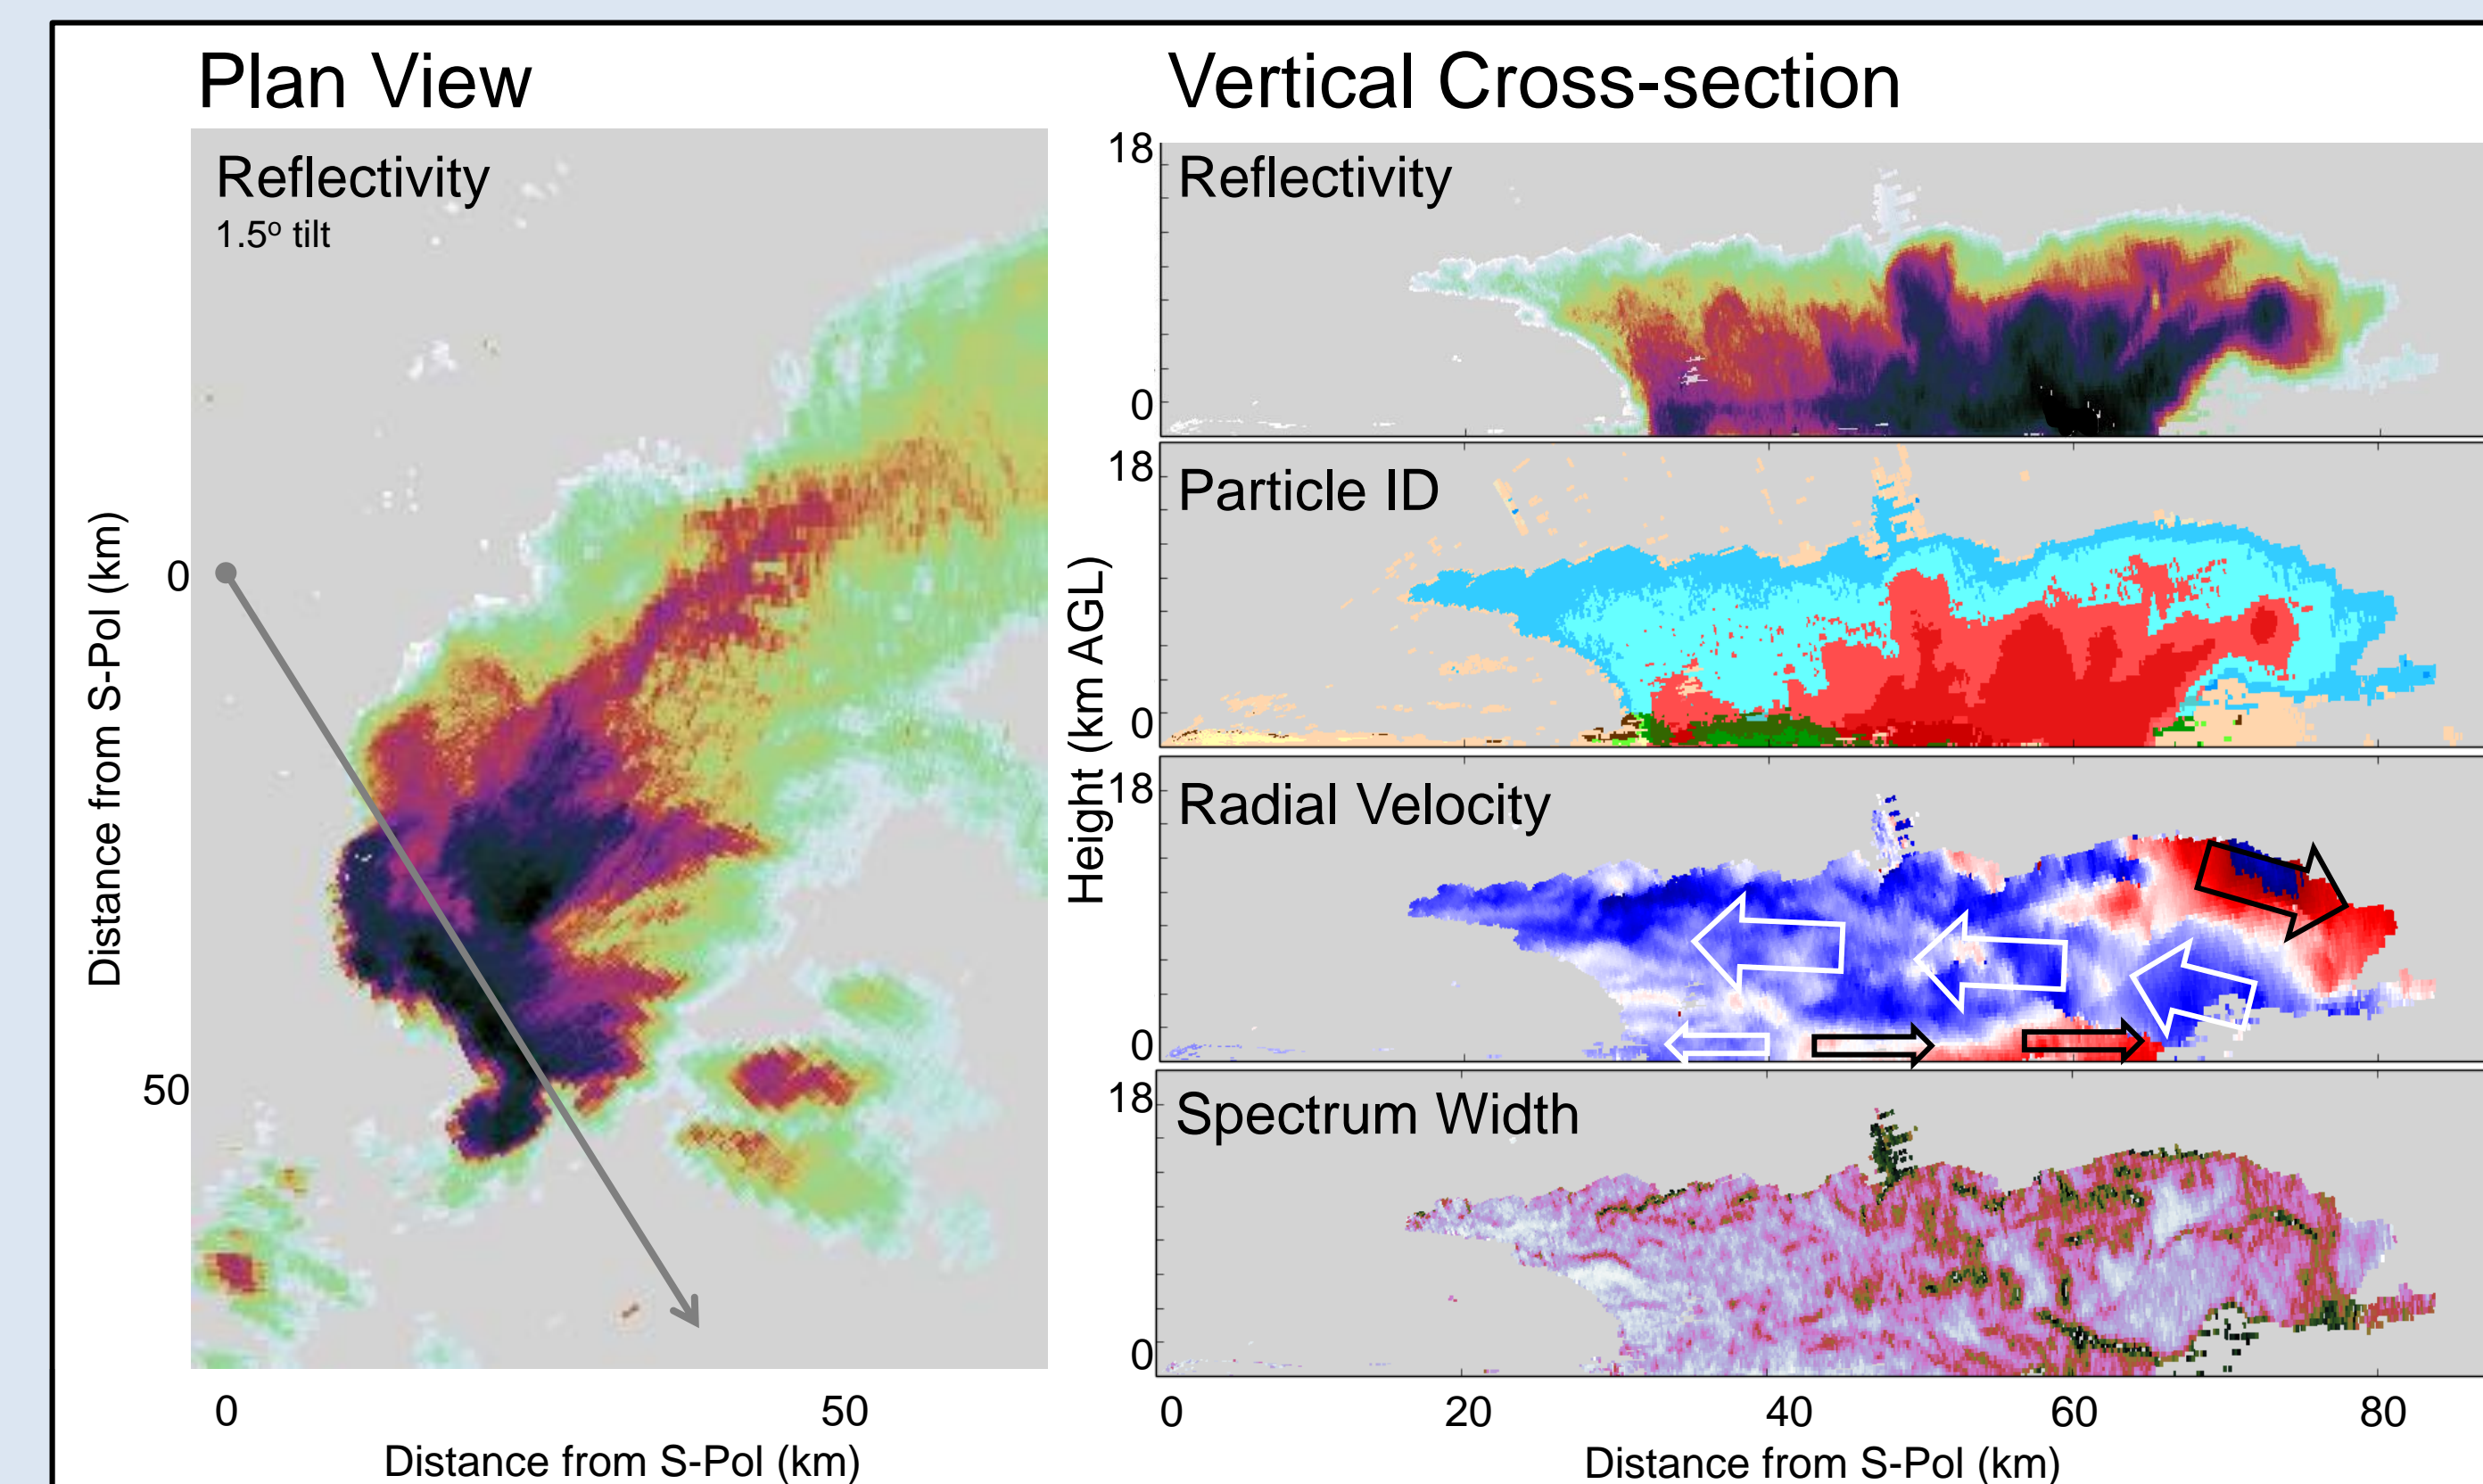 Plan View
Reflectivity
1.5º tilt
0
50
Distance from S-Pol (km)
0
50
Distance from S-Pol (km)
Vertical Cross-section
18
Reflectivity
0
18
Particle ID
0
Height (km AGL)
18
Radial Velocity
0
18
Spectrum Width
0
0
20
40
60
80
Distance from S-Pol (km)